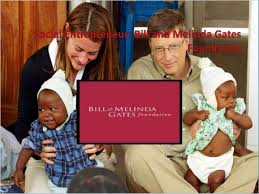 Social Entrepreneur: Bill and Melinda Gates
Foundation
BILL & MELINDA
GATES foundation